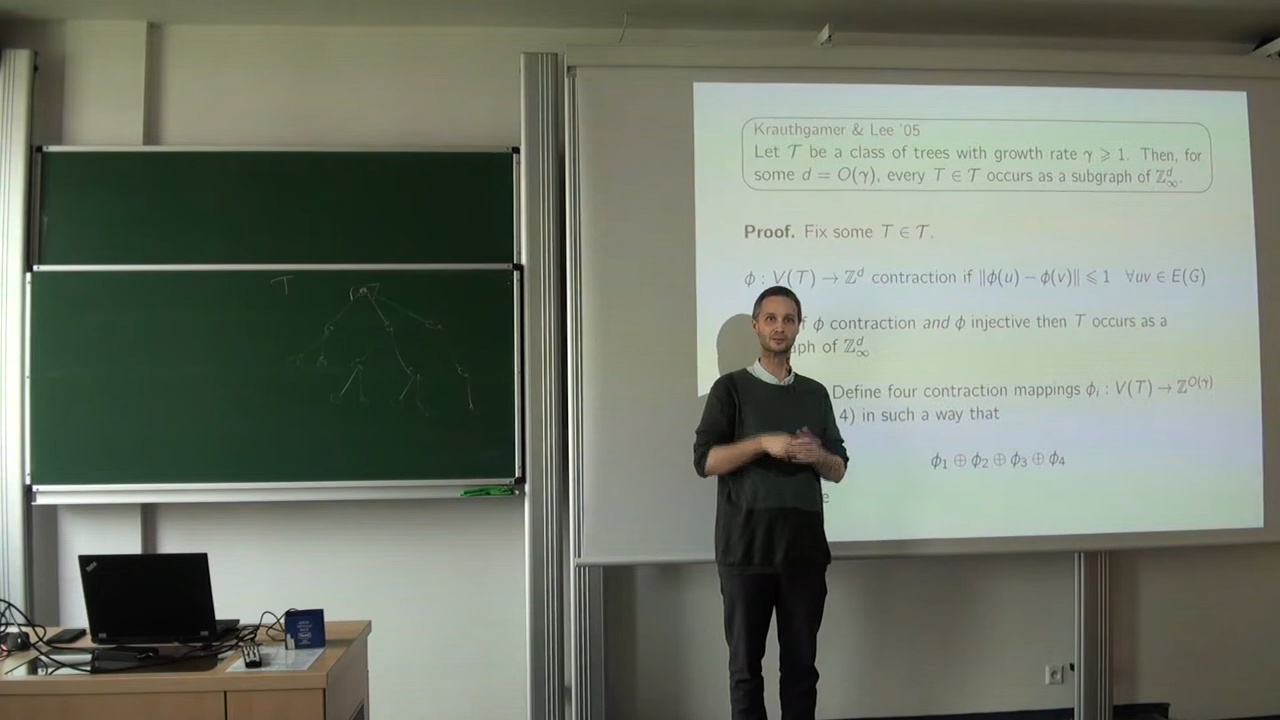 T
Krauthgamer & Lee '05
Let 𝒯 be a class of trees with growth rate γ ⩾ 1. Then, for
some d = O(γ), every T ∈ 𝒯 occurs as a subgraph of ℤ^d_∞.
Proof. Fix some T ∈ 𝒯.
ϕ : V(T) → ℤ^d contraction if ‖ϕ(u) − ϕ(v)‖ ⩽ 1 ∀uv ∈ E(G)
f ϕ contraction and ϕ injective then T occurs as a
aph of ℤ^d_∞
Define four contraction mappings ϕ_i : V(T) → ℤ^{O(γ)}
4) in such a way that
ϕ_1 ⊕ ϕ_2 ⊕ ϕ_3 ⊕ ϕ_4
e